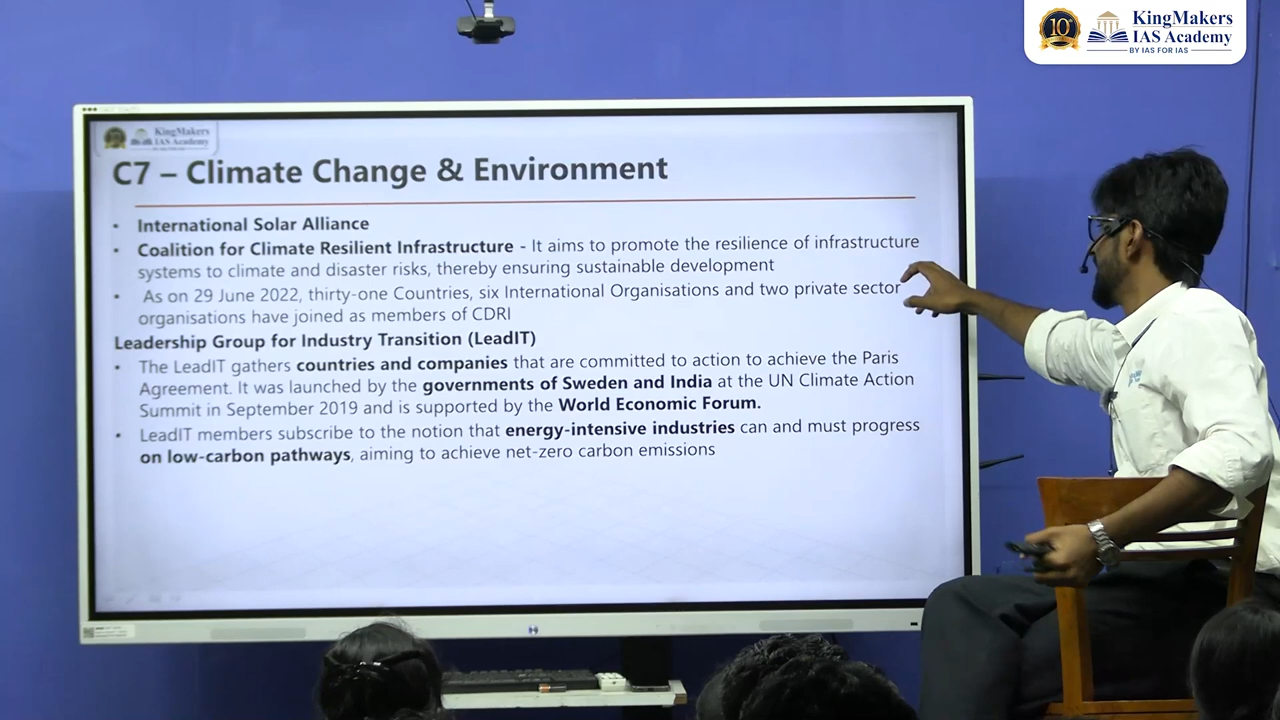 10
KingMakers
IAS Academy
BY IAS FOR IAS
KingMakers
IAS Academy
C7 – Climate Change & Environment
• International Solar Alliance
• Coalition for Climate Resilient Infrastructure - It aims to promote the resilience of infrastructure
systems to climate and disaster risks, thereby ensuring sustainable development
• As on 29 June 2022, thirty-one Countries, six International Organisations and two private sector
organisations have joined as members of CDRI
Leadership Group for Industry Transition (LeadIT)
• The LeadIT gathers countries and companies that are committed to action to achieve the Paris
Agreement. It was launched by the governments of Sweden and India at the UN Climate Action
Summit in September 2019 and is supported by the World Economic Forum.
• LeadIT members subscribe to the notion that energy-intensive industries can and must progress
on low-carbon pathways, aiming to achieve net-zero carbon emissions